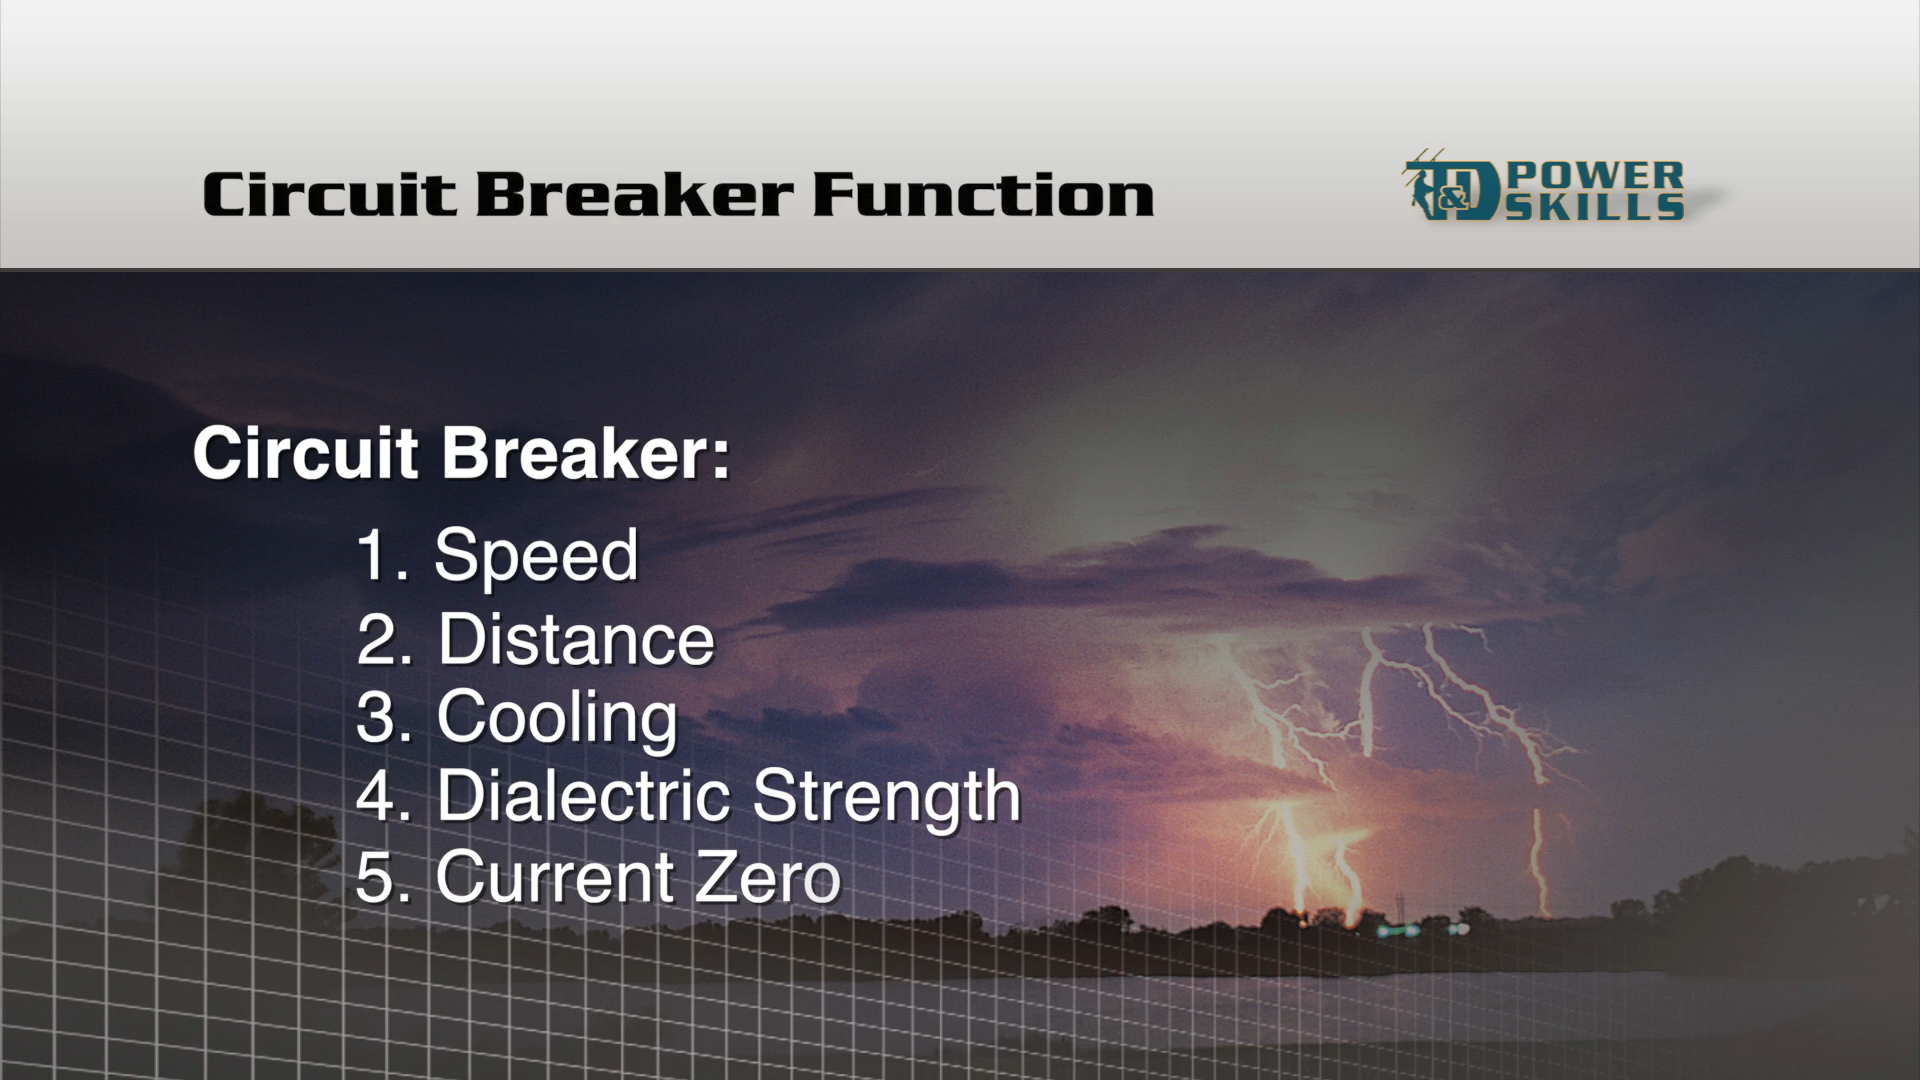 Circuit Breaker Function
T&D POWER
SKILLS
Circuit Breaker:
1. Speed
2. Distance
3. Cooling
4. Dialectric Strength
5. Current Zero